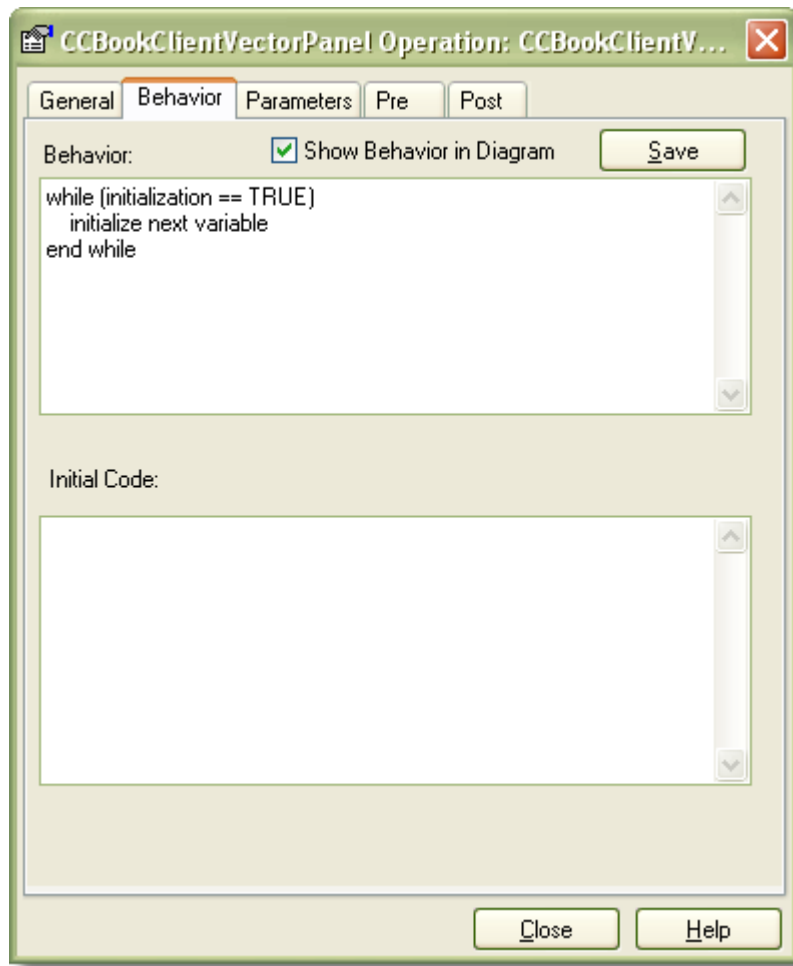 CCBookClientVectorPanel Operation: CCBookClientV...
General Behavior Parameters Pre Post
Behavior: Show Behavior in Diagram Save
while (initialization == TRUE)
initialize next variable
end while
Initial Code:
Close Help